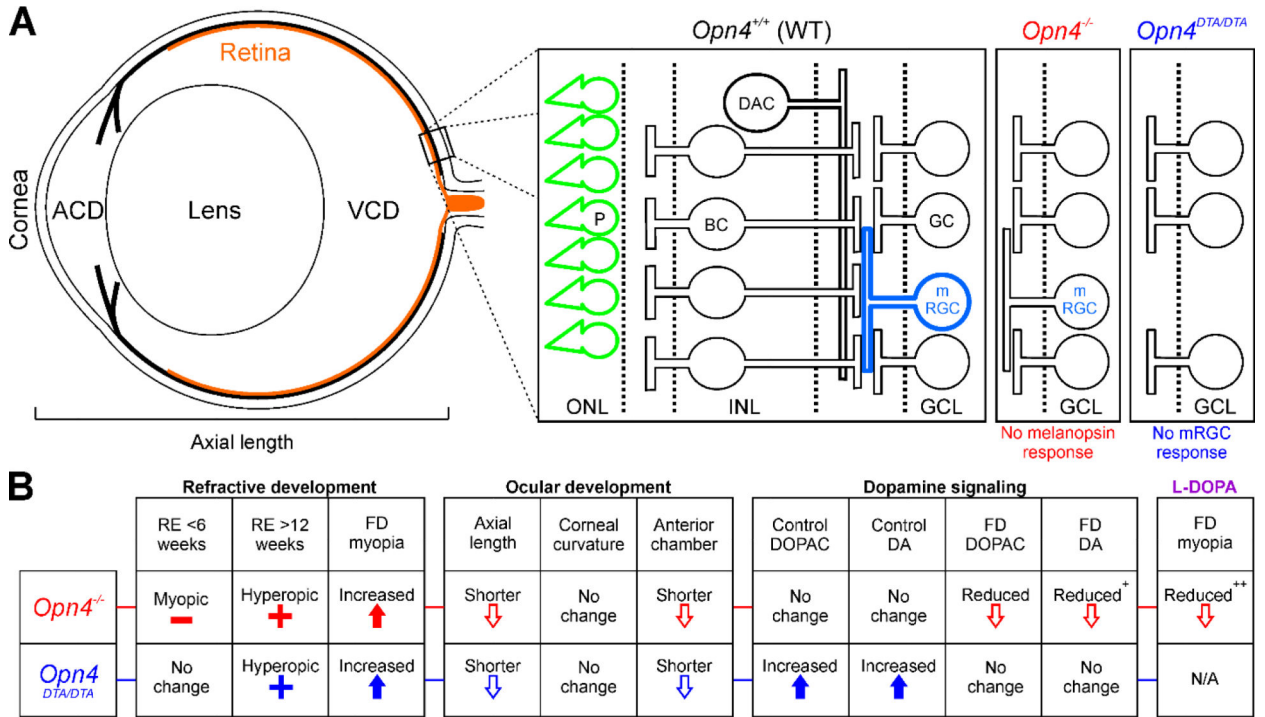 A
Opn4+/+ (WT)
Opn4-/-
Opn4DTA/DTA
Retina
Cornea
ACD
Lens
VCD
Axial length
DAC
P
BC
GC
m
RGC
ONL
INL
GCL
m
RGC
GCL
No melanopsin
response
GCL
No mRGC
response
B
Refractive development
Ocular development
Dopamine signaling
L-DOPA
RE <6
weeks
RE >12
weeks
FD
myopia
Axial
length
Corneal
curvature
Anterior
chamber
Control
DOPAC
Control
DA
FD
DOPAC
FD
DA
FD
myopia
Opn4-/-
Myopic
Hyperopic
+
Increased
Shorter
No
change
Shorter
No
change
No
change
Reduced
Reduced+
Reduced++
Opn4
DTA/DTA
No
change
Hyperopic
+
Increased
Shorter
No
change
Shorter
Increased
Increased
No
change
No
change
N/A